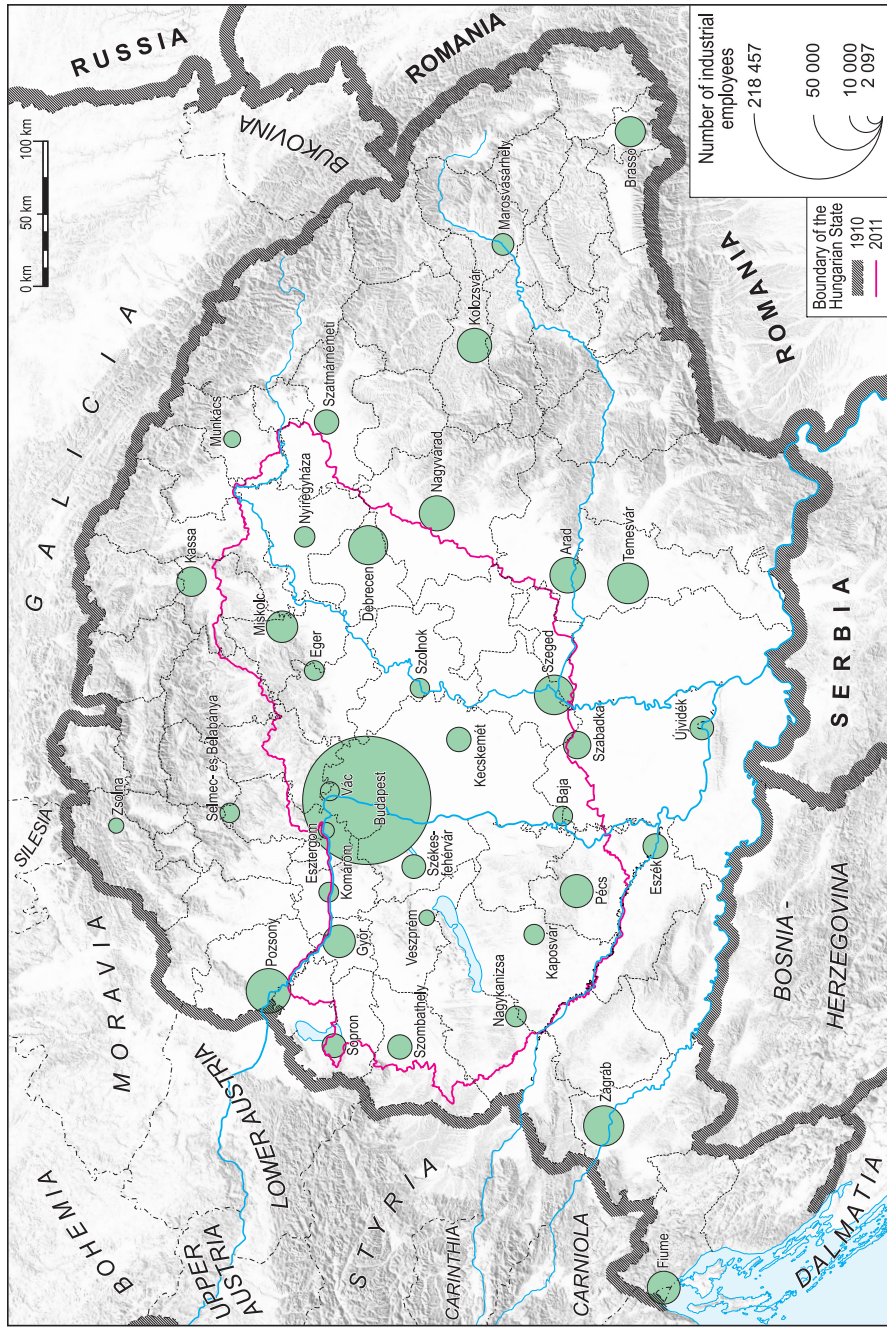 RUSSIA
ROMANIA
BUKOVINA
GALICIA
SILESIA
MORAVIA
BOHEMIA
UPPER
AUSTRIA
LOWER AUSTRIA
STYRIA
CARINTHIA
CARNIOLA
DALMATIA
BOSNIA -
HERZEGOVINA
SERBIA
ROMANIA
0 km
50 km
100 km
Zsolna
Selmec- és Bélabánya
Kassa
Munkács
Pozsony
Miskolc
Nyíregyháza
Szatmárnémeti
Eger
Sopron
Győr
Komárom
Esztergom
Vác
Budapest
Debrecen
Szombathely
Veszprém
Székes-
fehérvár
Szolnok
Nagyvárad
Kolozsvár
Marosvásárhely
Kecskemét
Nagykanizsa
Kaposvár
Pécs
Baja
Szabadka
Szeged
Arad
Temesvár
Brassó
Zágráb
Eszék
Újvidék
Fiume
Number of industrial
employees
218 457
50 000
10 000
2 097
Boundary of the
Hungarian State
1910
2011